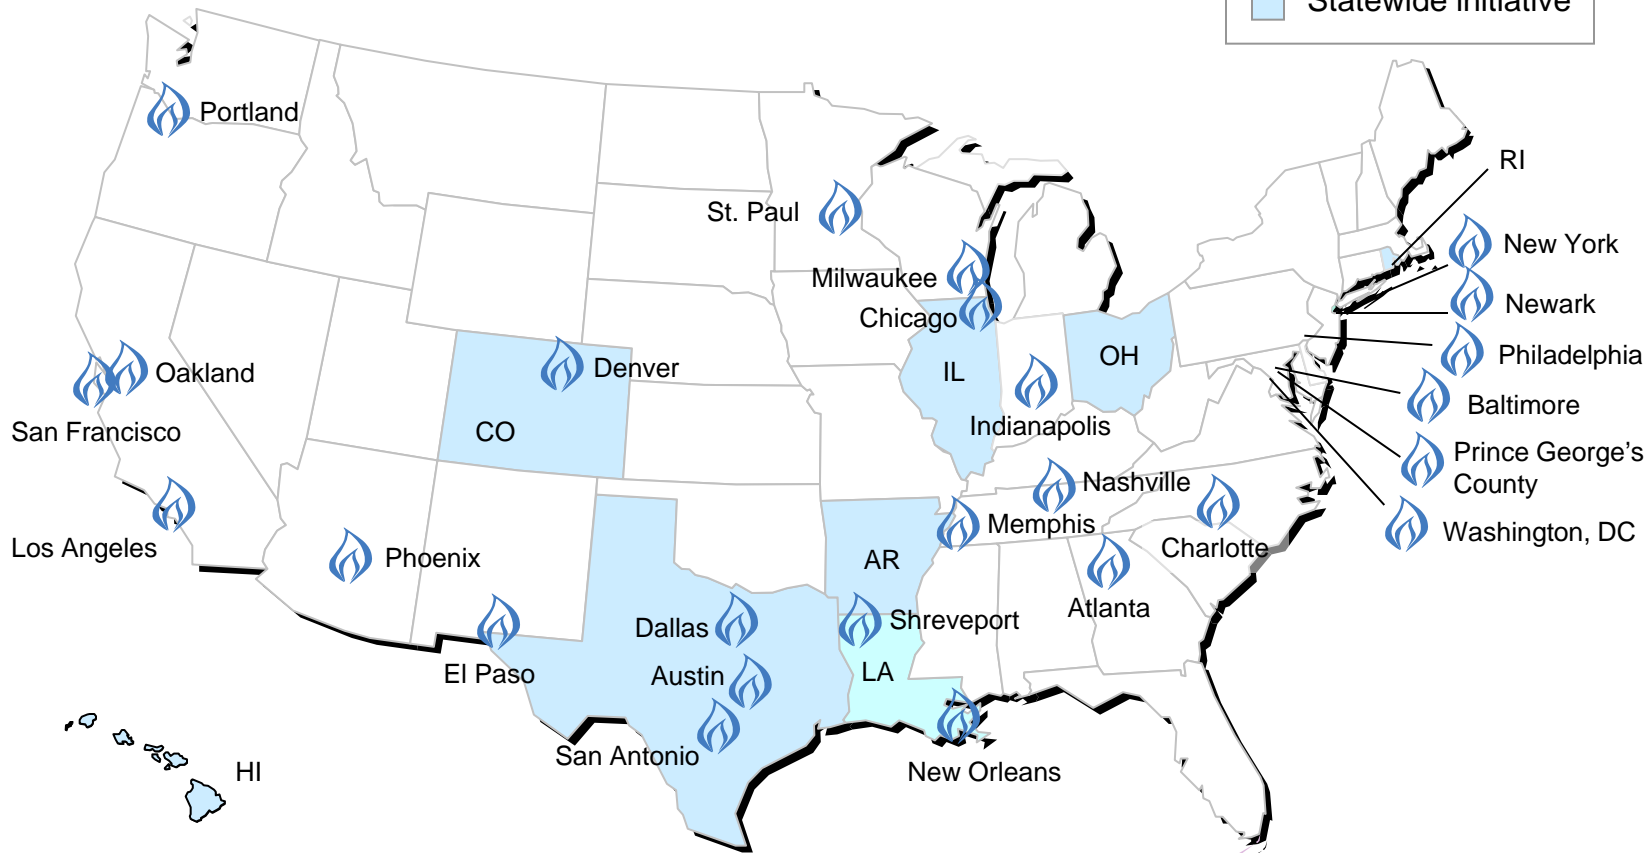 Statewide Initiative
Portland
RI
St. Paul
New York
Milwaukee
Newark
Chicago
OH
Philadelphia
Denver
IL
Oakland
Baltimore
San Francisco
CO
Indianapolis
Prince George's
County
Nashville
Memphis
Washington, DC
Los Angeles
Phoenix
AR
Charlotte
Atlanta
Dallas
Shreveport
El Paso
Austin
LA
San Antonio
HI
New Orleans